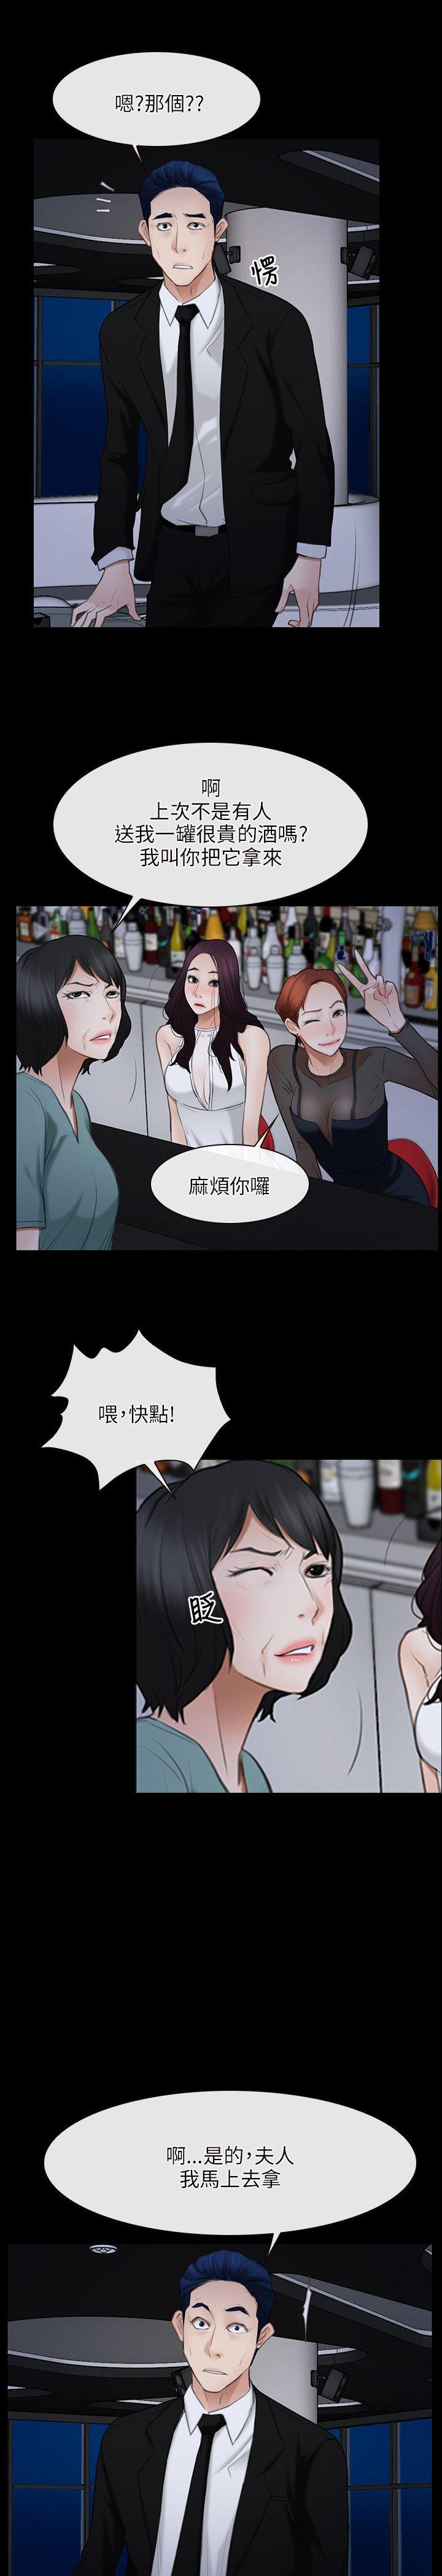 嗯?那個??
愣
啊
上次不是有人
送我一罐很貴的酒嗎?
我叫你把它拿來
麻煩你囉
喂,快點!
眨
啊...是的,夫人
我馬上去拿